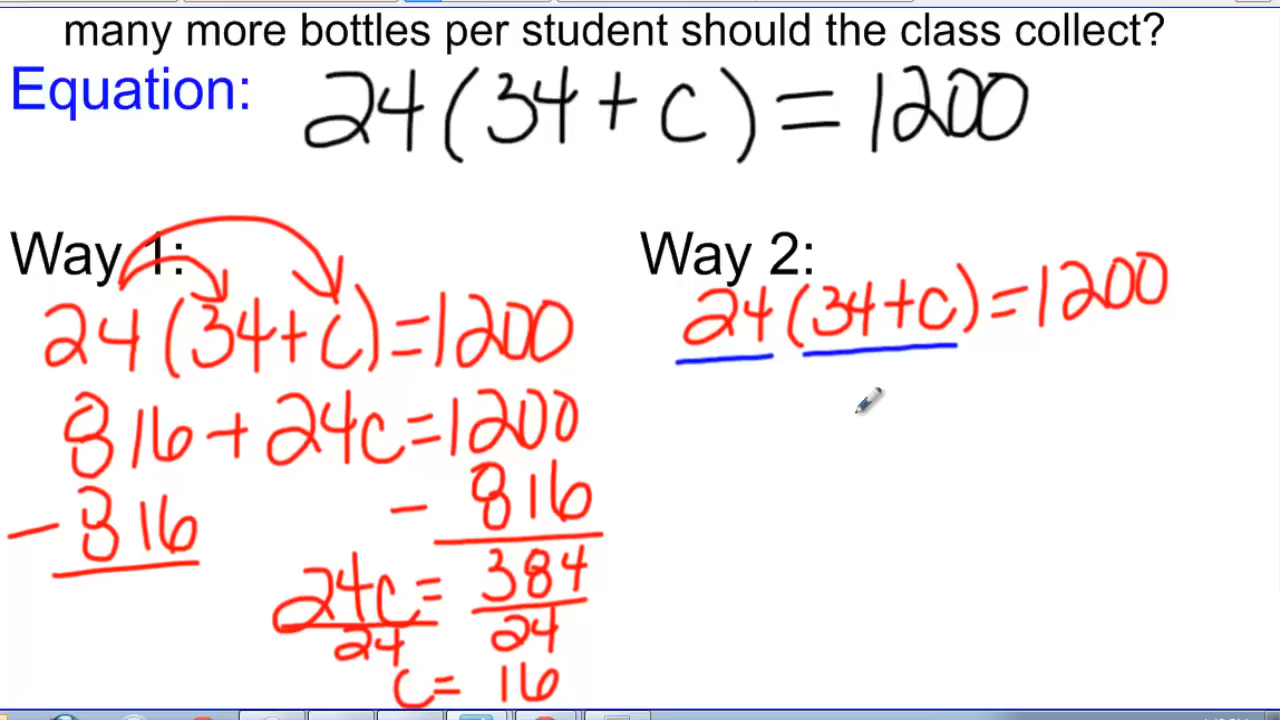 many more bottles per student should the class collect?
Equation: 24(34+c)=1200
Way 1:
24(34+c)=1200
816+24c=1200
-816 - 816
24c= 384
24 24
c= 16
Way 2:
24(34+c)=1200